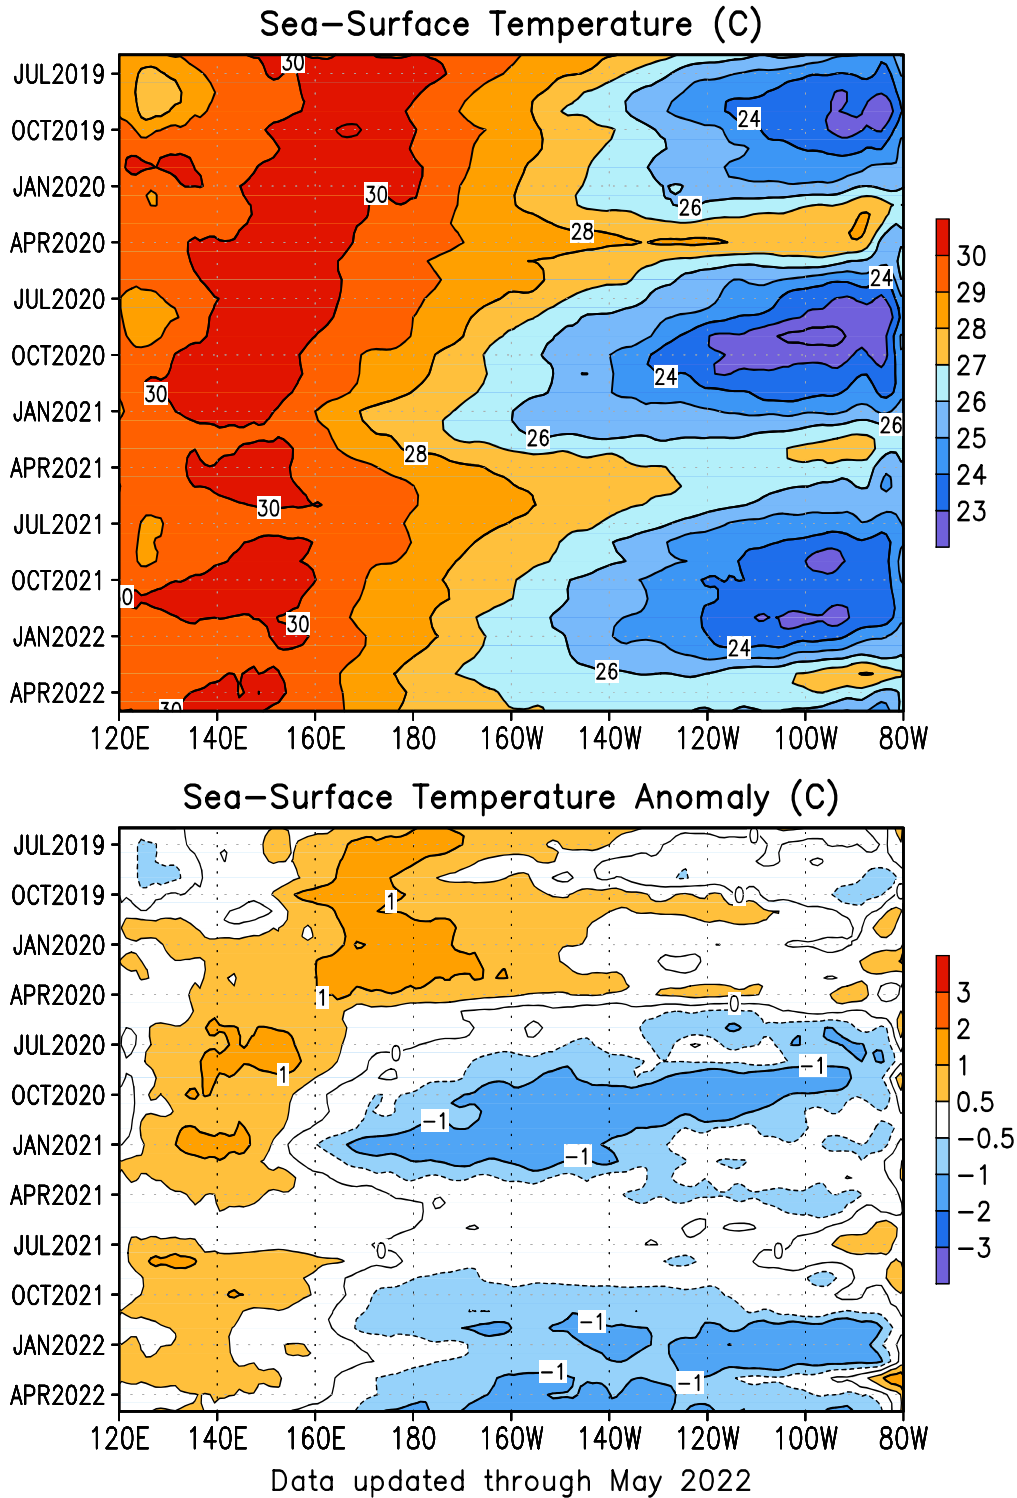 Sea-Surface Temperature (C)
JUL2019
OCT2019
JAN2020
APR2020
JUL2020
OCT2020
JAN2021
APR2021
JUL2021
OCT2021
JAN2022
APR2022
30
24
30
26
28
24
24
30
26
26
28
30
0
30
24
26
30
120E 140E 160E 180 160W 140W 120W 100W 80W
30
29
28
27
26
25
24
23
Sea-Surface Temperature Anomaly (C)
JUL2019
OCT2019
JAN2020
APR2020
JUL2020
OCT2020
JAN2021
APR2021
JUL2021
OCT2021
JAN2022
APR2022
0
0
0
1
1
0
0
-1
1
-1
-1
0
0
-1
-1
-1
120E 140E 160E 180 160W 140W 120W 100W 80W
3
2
1
0.5
-0.5
-1
-2
-3
Data updated through May 2022